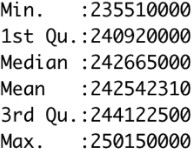 Min.   :235510000
1st Qu.:240920000
Median :242665000
Mean   :242542310
3rd Qu.:244122500
Max.   :250150000